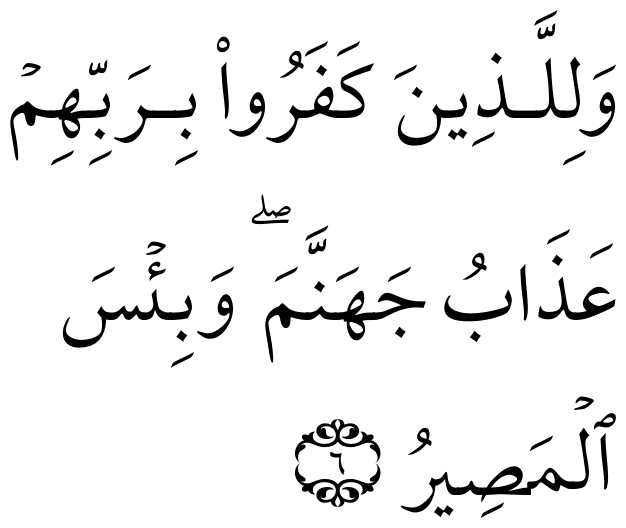 وَلِلَّذِينَ كَفَرُوا۟ بِرَبِّهِمْ
عَذَابُ جَهَنَّمَ ۖ وَبِئْسَ
ٱلْمَصِيرُ ٦